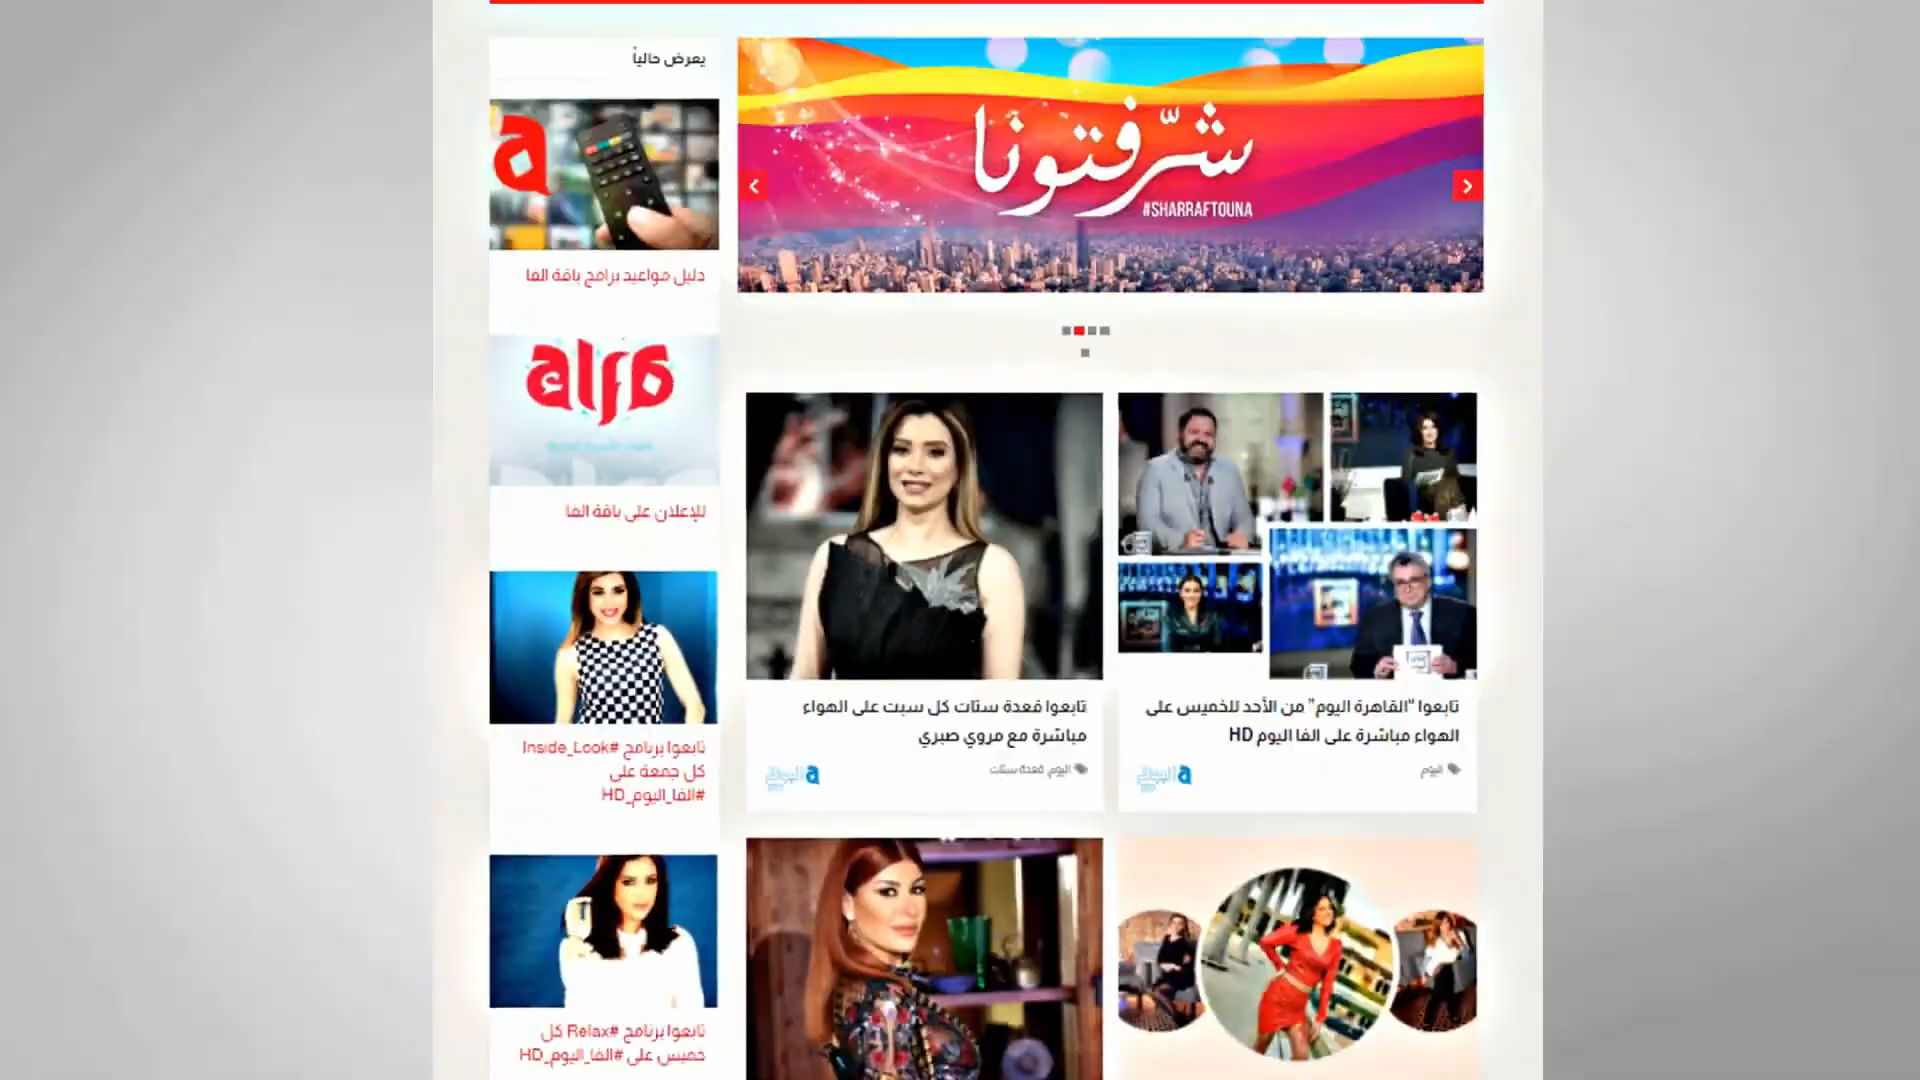 يعرض حالياً
شرّفتونا
#SHARRAFTOUNA
a
دليل مواعيد برامج باقة الفا
alfa
للإعلان على باقة الفا
تابعوا "القاهرة اليوم" من الأحد للخميس على
الهواء مباشرة على الفا اليوم HD
اليوم
a اليوم
تابعوا قعدة ستات كل سبت على الهواء
مباشرة مع مروي صبري
اليوم, قعدة ستات
a اليوم
تابعوا برنامج #Inside_Look
كل جمعة على
#الفا_اليوم_HD
تابعوا برنامج #Relax كل
خميس على #الفا_اليوم_HD